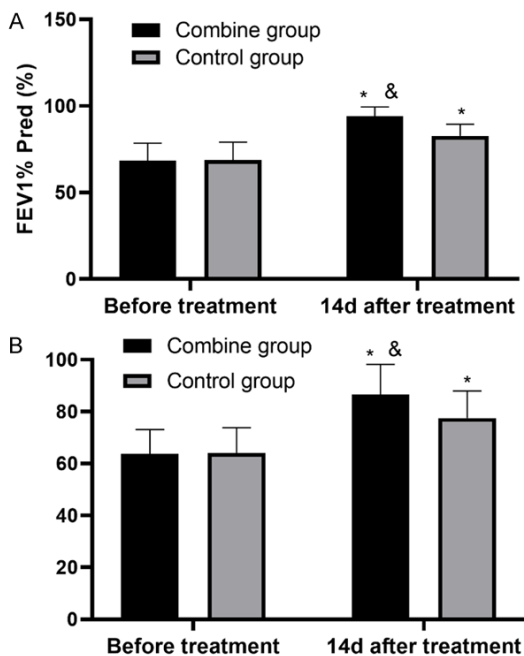 A
FEV1% Pred (%)
150
100
50
0
Combine group
Control group
* &
*
Before treatment
14d after treatment
B
100
80
60
40
20
0
Combine group
Control group
* &
*
Before treatment
14d after treatment